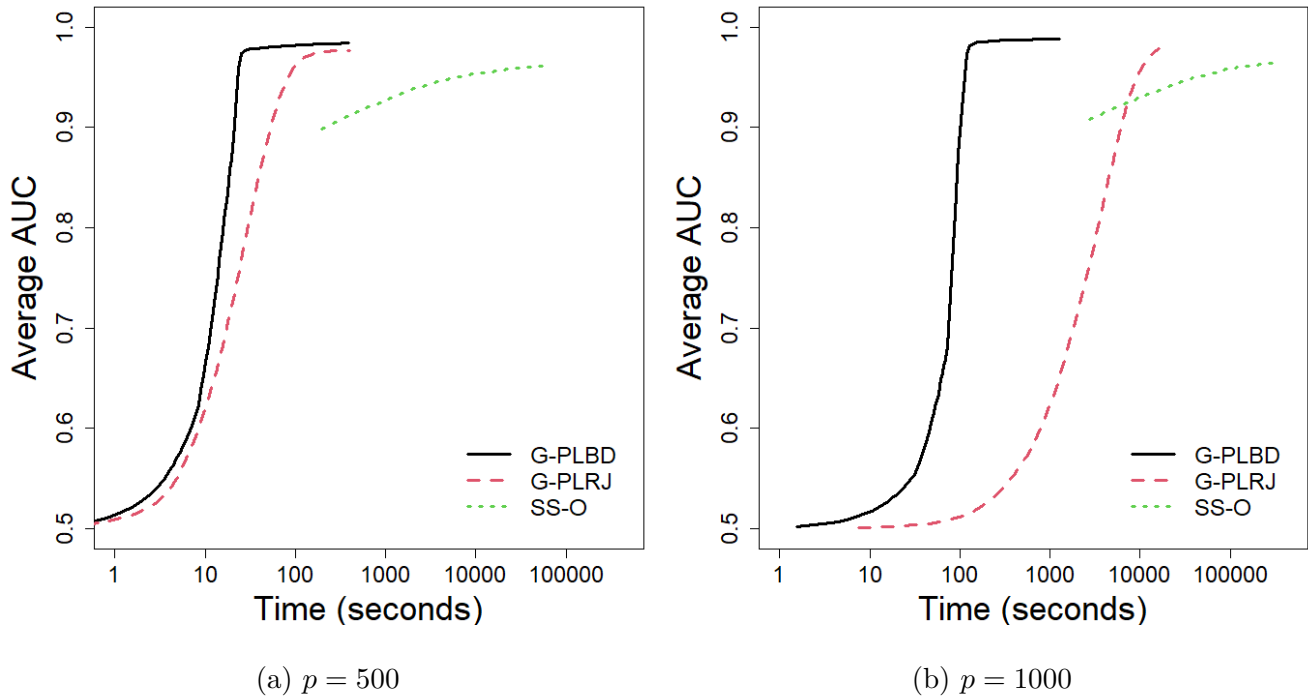 Average AUC
1.0
0.9
0.8
0.7
0.6
0.5
G-PLBD
G-PLRJ
SS-O
1 10 100 1000 10000 100000
Time (seconds)
(a) p = 500
Average AUC
1.0
0.9
0.8
0.7
0.6
0.5
G-PLBD
G-PLRJ
SS-O
1 10 100 1000 10000 100000
Time (seconds)
(b) p = 1000